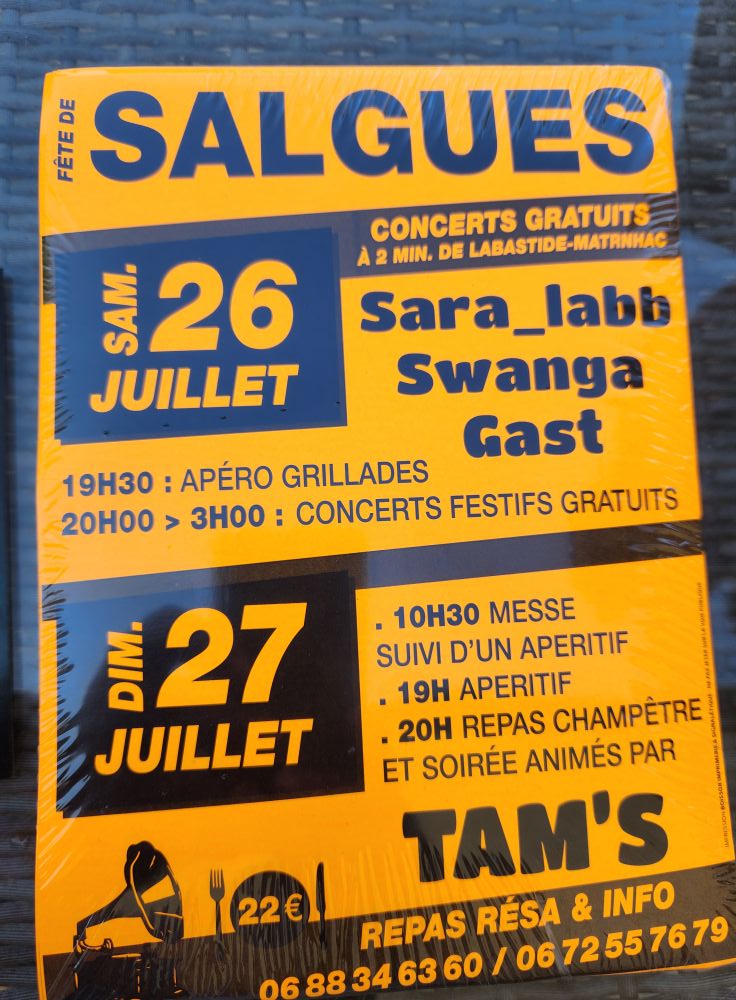 FÊTE DE
SALGUES
CONCERTS GRATUITS
À 2 MIN. DE LABASTIDE-MATRNHAC
SAM. 26
JUILLET
Sara_labb
Swanga
Gast
19H30 : APÉRO GRILLADES
20H00 > 3H00 : CONCERTS FESTIFS GRATUITS
DIM. 27
JUILLET
. 10H30 MESSE
SUIVI D'UN APERITIF
. 19H APERITIF
. 20H REPAS CHAMPÊTRE
ET SOIRÉE ANIMÉS PAR
TAM'S
22€
REPAS RÉSA & INFO
06 88 34 63 60 / 06 72 55 76 79